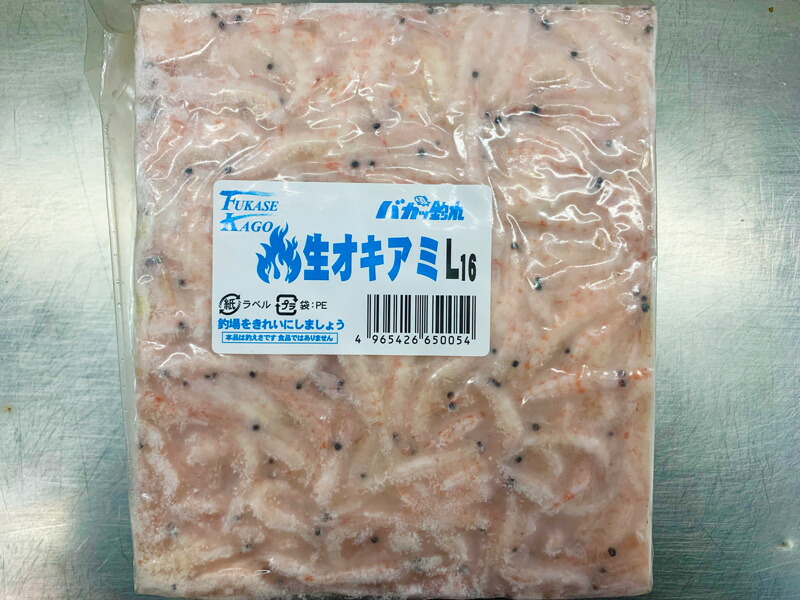 FUKASE
KAGO
バカッ釣れ
生オキアミ L16
紙 ラベル プラ 袋:PE
釣場をきれいにしましょう
本品は釣えさです 食品ではありません
4 965426 650054